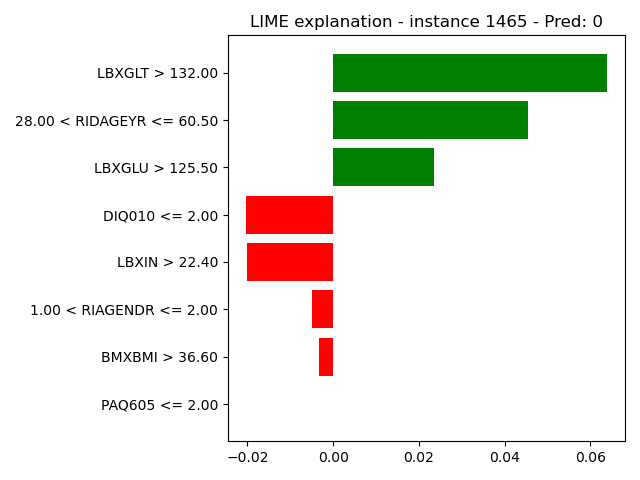 LIME explanation - instance 1465 - Pred: 0
LBXGLT > 132.00
28.00 < RIDAGEYR <= 60.50
LBXGLU > 125.50
DIQ010 <= 2.00
LBXIN > 22.40
1.00 < RIAGENDR <= 2.00
BMXBMI > 36.60
PAQ605 <= 2.00
−0.02 0.00 0.02 0.04 0.06